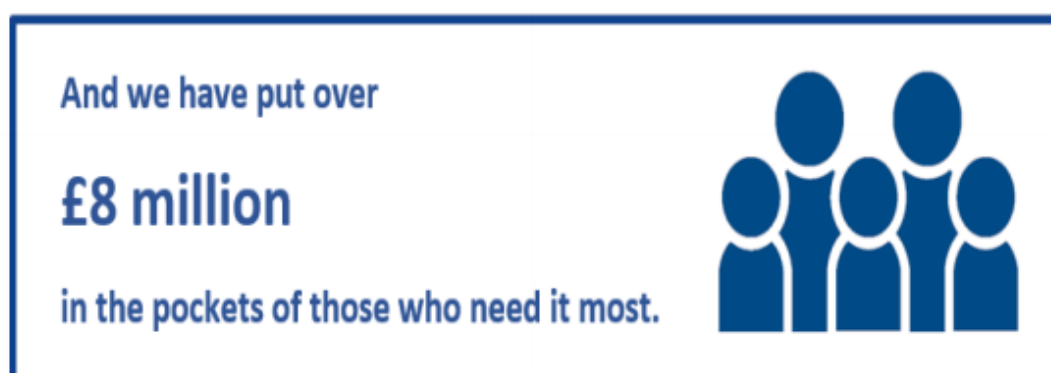 And we have put over
£8 million
in the pockets of those who need it most.